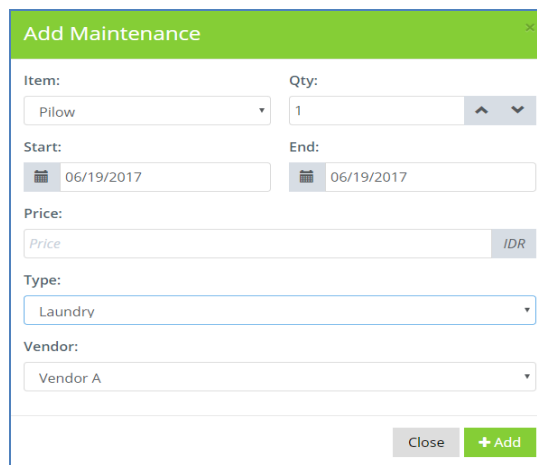 Add Maintenance ×
Item: Qty:
Pilow 1
Start: End:
06/19/2017 06/19/2017
Price:
Price IDR
Type:
Laundry
Vendor:
Vendor A
Close + Add